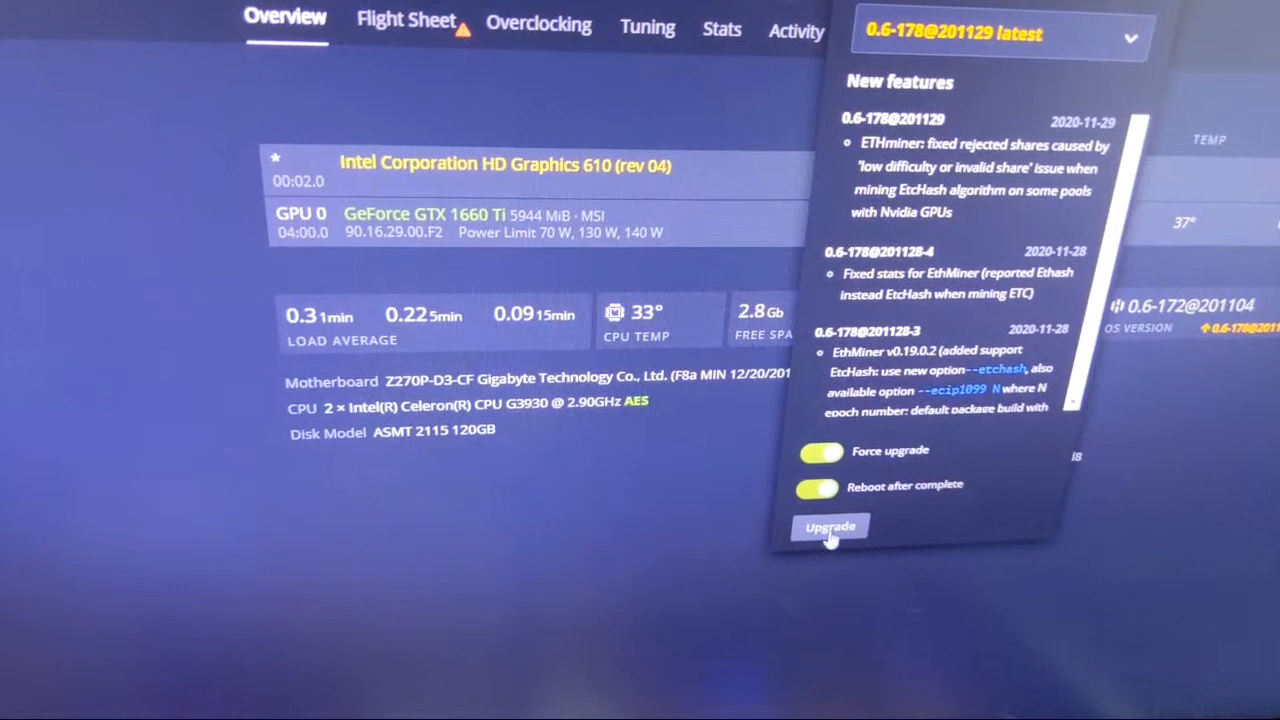 Overview Flight Sheet Overclocking Tuning Stats Activity
0.6-178@201129 latest
New features
0.6-178@201129 2020-11-29
ETHminer: fixed rejected shares caused by
'low difficulty or invalid share' issue when
mining EtcHash algorithm on some pools
with Nvidia GPUs
0.6-178@201128-4 2020-11-28
Fixed stats for EthMiner (reported Ethash
instead EtcHash when mining ETC)
0.6-178@201128-3 2020-11-28
EthMiner v0.19.0.2 (added support
EtcHash: use new option--etchash, also
available option --ecip1099 N where N
epoch number: default package build with
Force upgrade
Reboot after complete
Upgrade
TEMP
Intel Corporation HD Graphics 610 (rev 04)
00:02.0
GPU 0 GeForce GTX 1660 Ti 5944 MiB · MSI
04:00.0 90.16.29.00.F2 Power Limit 70 W, 130 W, 140 W
37°
0.3 1min 0.22 5min 0.09 15min
LOAD AVERAGE
33°
CPU TEMP
2.8 Gb
FREE SPA
0.6-172@201104
OS VERSION 0.6-178@2011
Motherboard Z270P-D3-CF Gigabyte Technology Co., Ltd. (F8a MIN 12/20/201
CPU 2 × Intel(R) Celeron(R) CPU G3930 @ 2.90GHz AES
Disk Model ASMT 2115 120GB